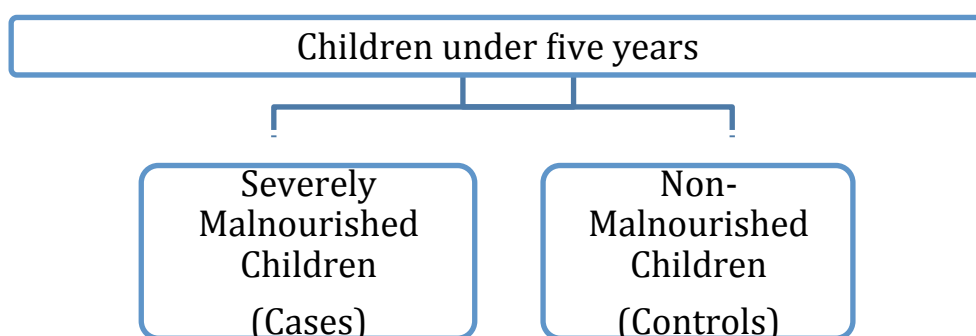 Children under five years
Severely
Malnourished
Children
(Cases)
Non-
Malnourished
Children
(Controls)